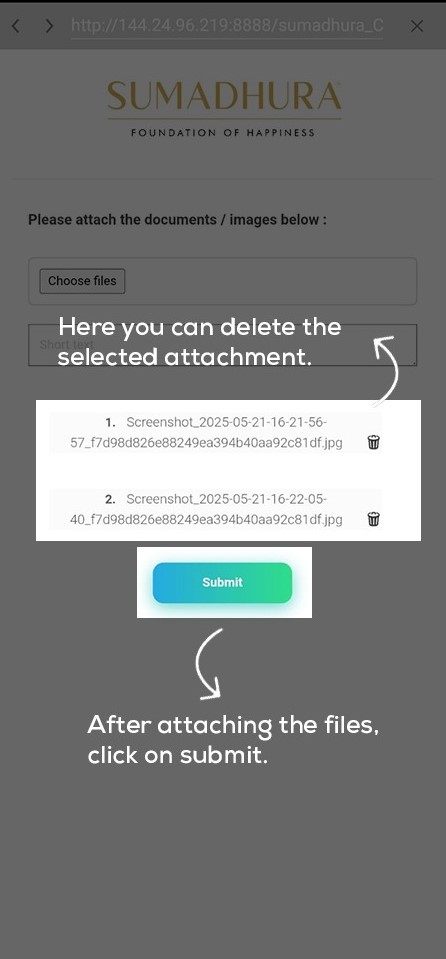 http://144.24.96.219:8888/sumadhura_C
SUMADHURA
FOUNDATION OF HAPPINESS
Please attach the documents / images below :
Choose files
Short text
Here you can delete the
selected attachment.
1. Screenshot_2025-05-21-16-21-56-
57_f7d98d826e88249ea394b40aa92c81df.jpg
2. Screenshot_2025-05-21-16-22-05-
40_f7d98d826e88249ea394b40aa92c81df.jpg
Submit
After attaching the files,
click on submit.